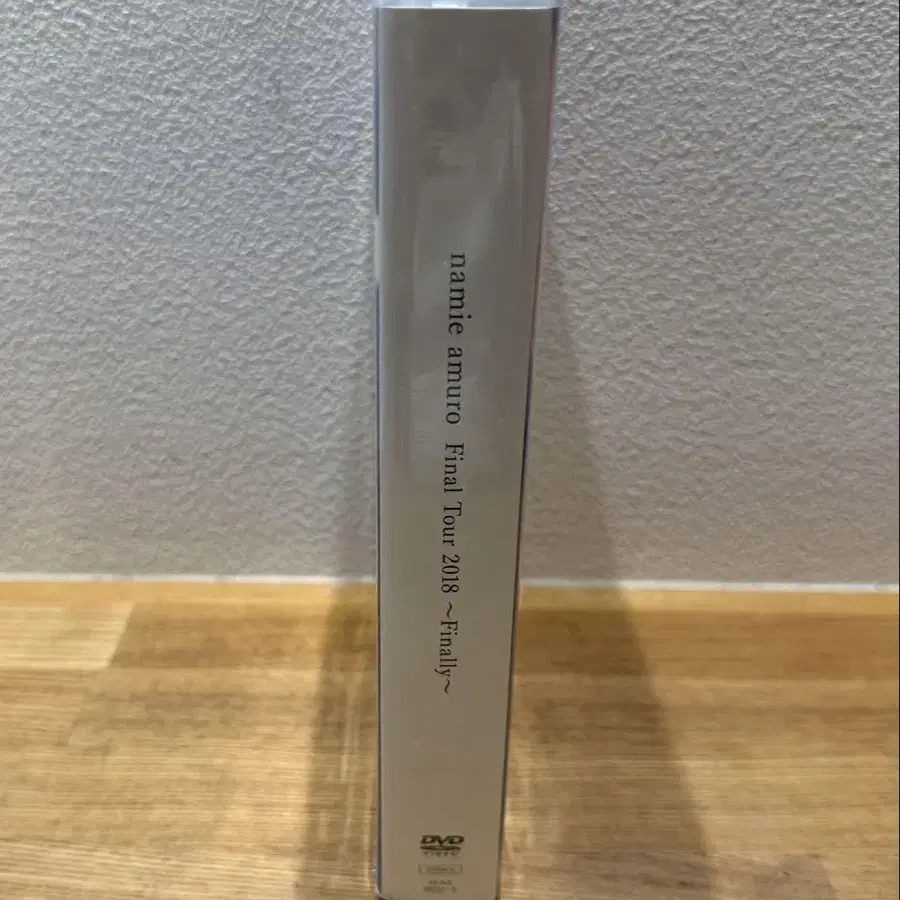 namie amuro Final Tour 2018 〜Finally〜
DVD
VIDEO